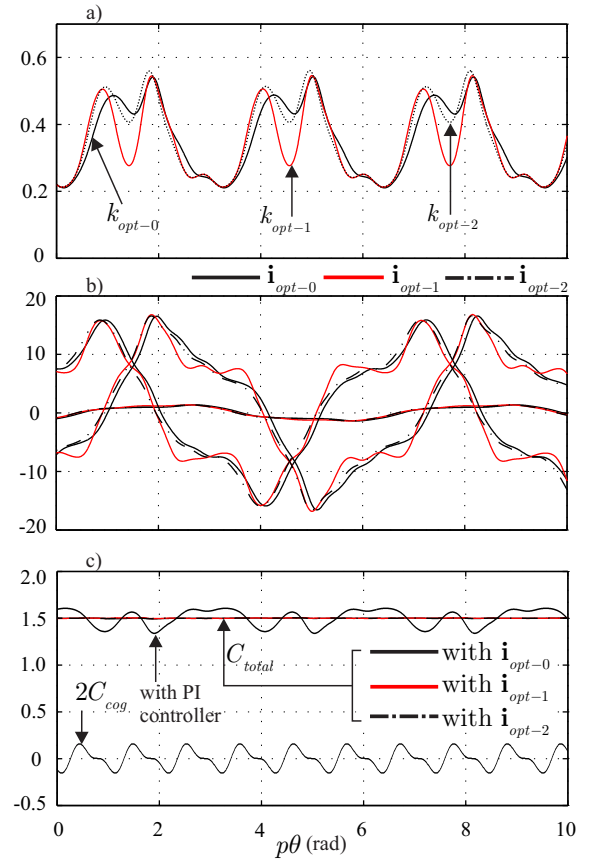 a)
0.6
0.4
0.2
0
k_opt-0
k_opt-1
k_opt-2
b)
i_opt-0 i_opt-1 i_opt-2
20
10
0
-10
-20
c)
2.0
1.5
1.0
0.5
0
-0.5
C_total
with PI
controller
2C_cog
with i_opt-0
with i_opt-1
with i_opt-2
0 2 4 6 8 10
pθ (rad)